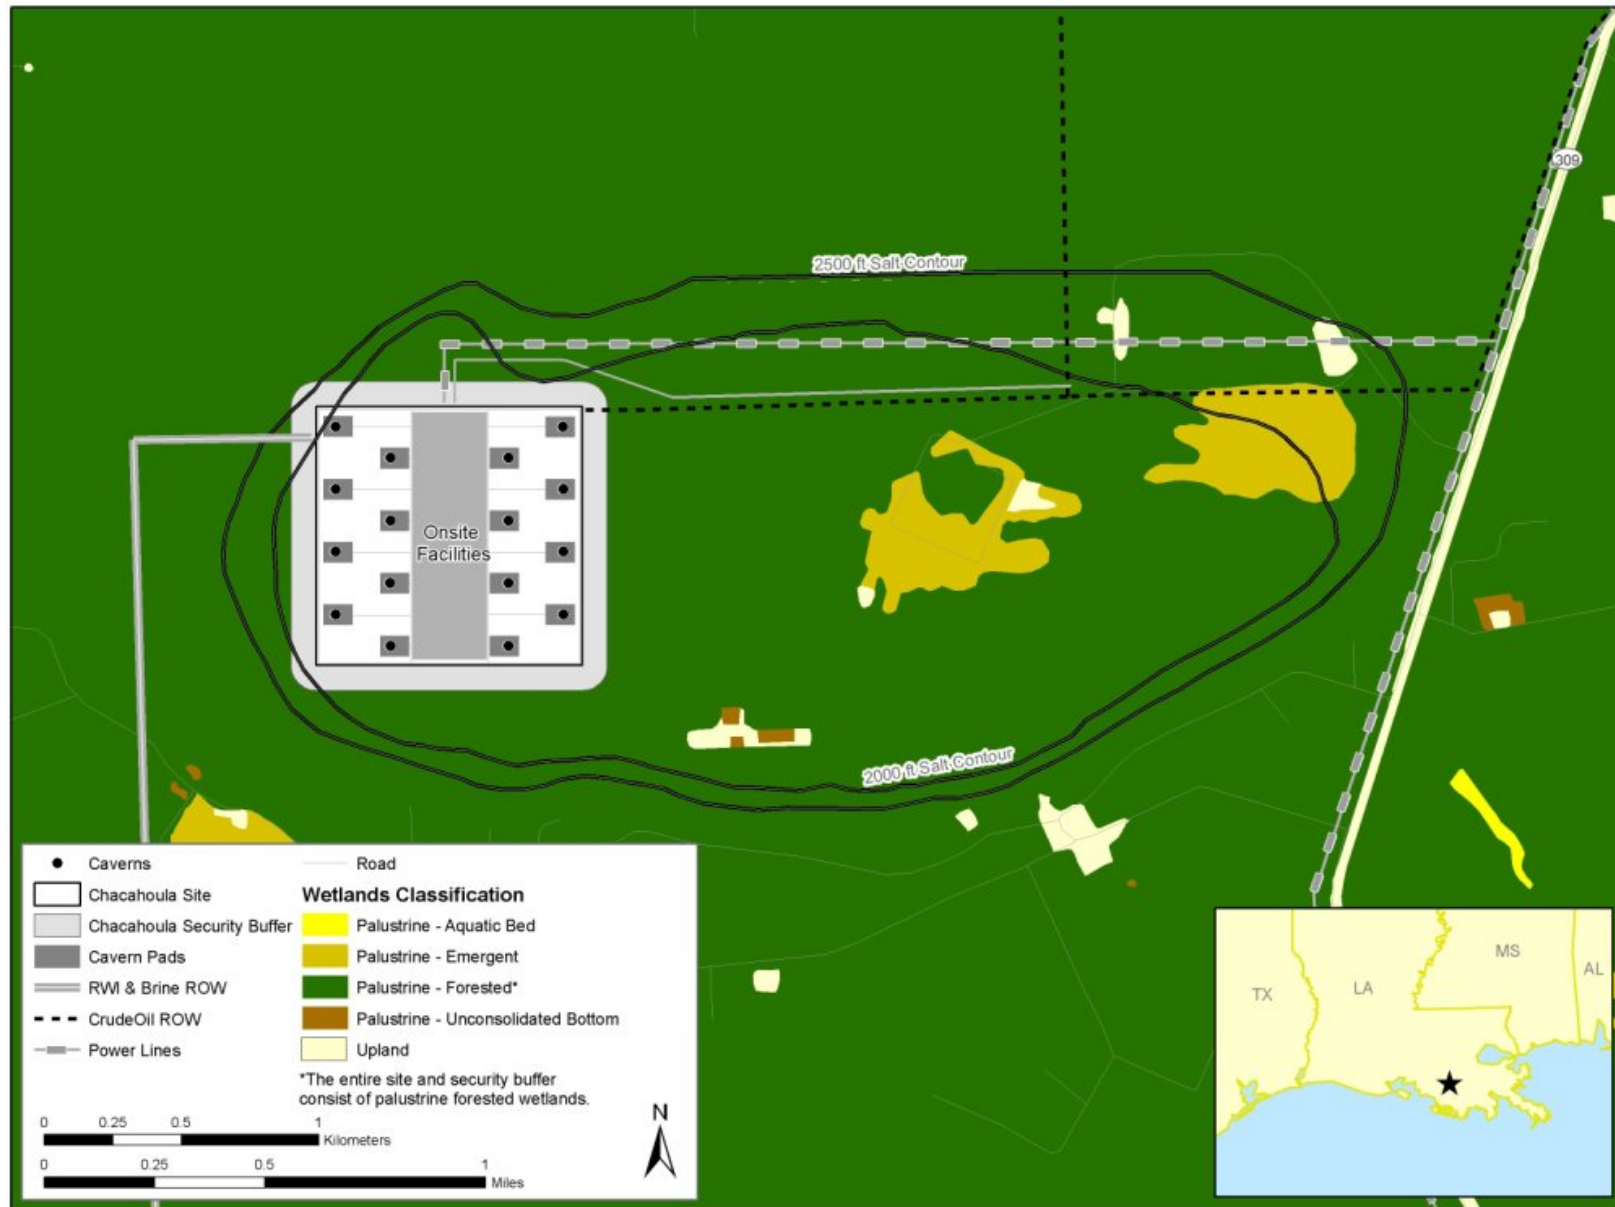 309
2500 ft Salt Contour
Onsite
Facilities
2000 ft Salt Contour
Caverns
Chacahoula Site
Chacahoula Security Buffer
Cavern Pads
RWI & Brine ROW
CrudeOil ROW
Power Lines
Road
Wetlands Classification
Palustrine - Aquatic Bed
Palustrine - Emergent
Palustrine - Forested*
Palustrine - Unconsolidated Bottom
Upland
*The entire site and security buffer
consist of palustrine forested wetlands.
0 0.25 0.5 1
Kilometers
0 0.25 0.5 1
Miles
N
TX
LA
MS
AL